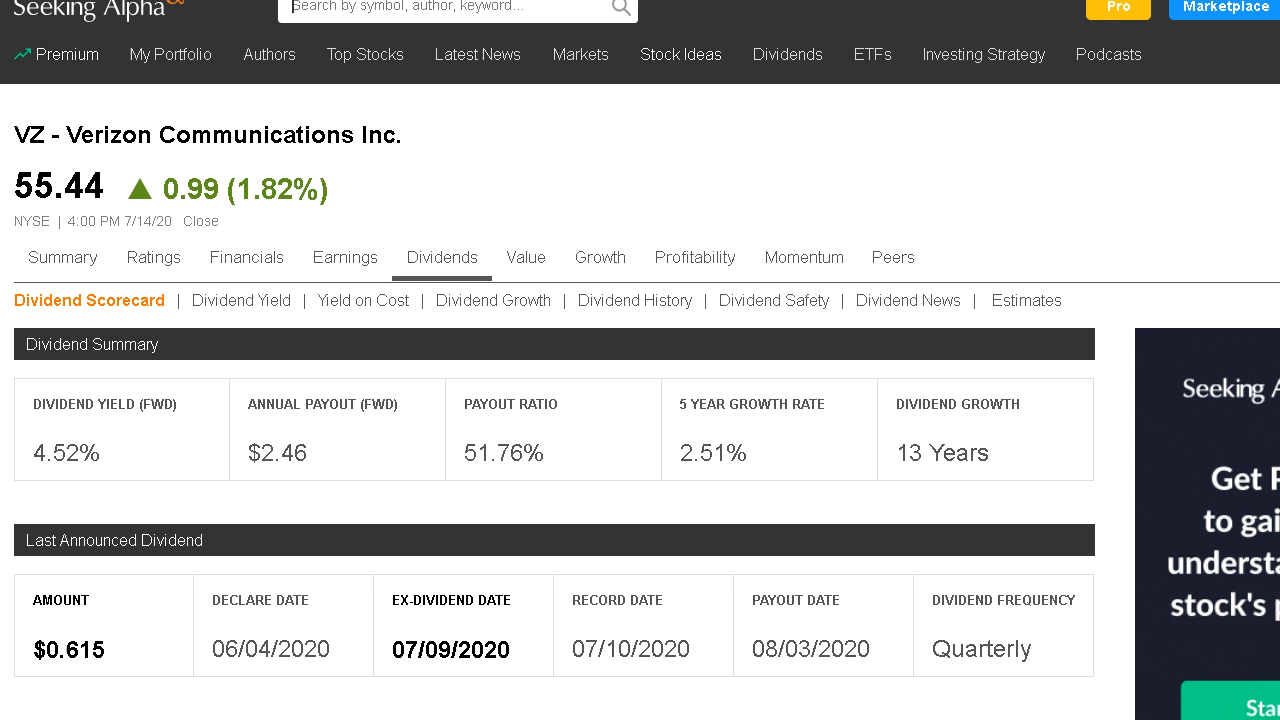 Seeking Alpha α
Search by symbol, author, keyword...
Pro
Marketplace
Premium My Portfolio Authors Top Stocks Latest News Markets Stock Ideas Dividends ETFs Investing Strategy Podcasts
VZ - Verizon Communications Inc.
55.44 ▲ 0.99 (1.82%)
NYSE | 4:00 PM 7/14/20 Close
Summary Ratings Financials Earnings Dividends Value Growth Profitability Momentum Peers
Dividend Scorecard | Dividend Yield | Yield on Cost | Dividend Growth | Dividend History | Dividend Safety | Dividend News | Estimates
Dividend Summary
DIVIDEND YIELD (FWD) ANNUAL PAYOUT (FWD) PAYOUT RATIO 5 YEAR GROWTH RATE DIVIDEND GROWTH
4.52% $2.46 51.76% 2.51% 13 Years
Last Announced Dividend
AMOUNT DECLARE DATE EX-DIVIDEND DATE RECORD DATE PAYOUT DATE DIVIDEND FREQUENCY
$0.615 06/04/2020 07/09/2020 07/10/2020 08/03/2020 Quarterly
Seeking
Get
to
stock's